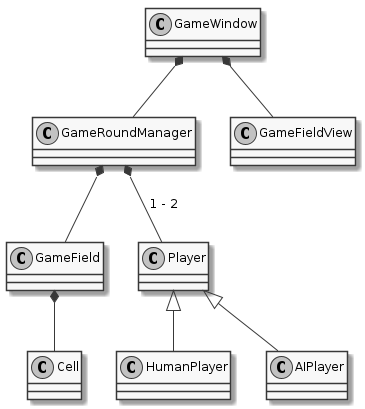 C GameWindow
C GameRoundManager
C GameFieldView
1 - 2
C GameField
C Player
C Cell
C HumanPlayer
C AIPlayer